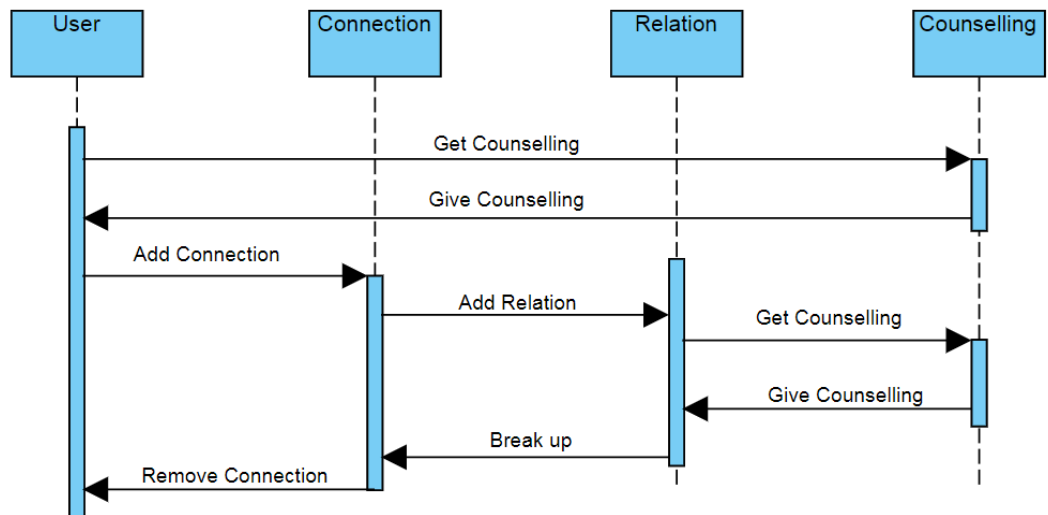 User
Connection
Relation
Counselling
Get Counselling
Give Counselling
Add Connection
Add Relation
Get Counselling
Give Counselling
Break up
Remove Connection